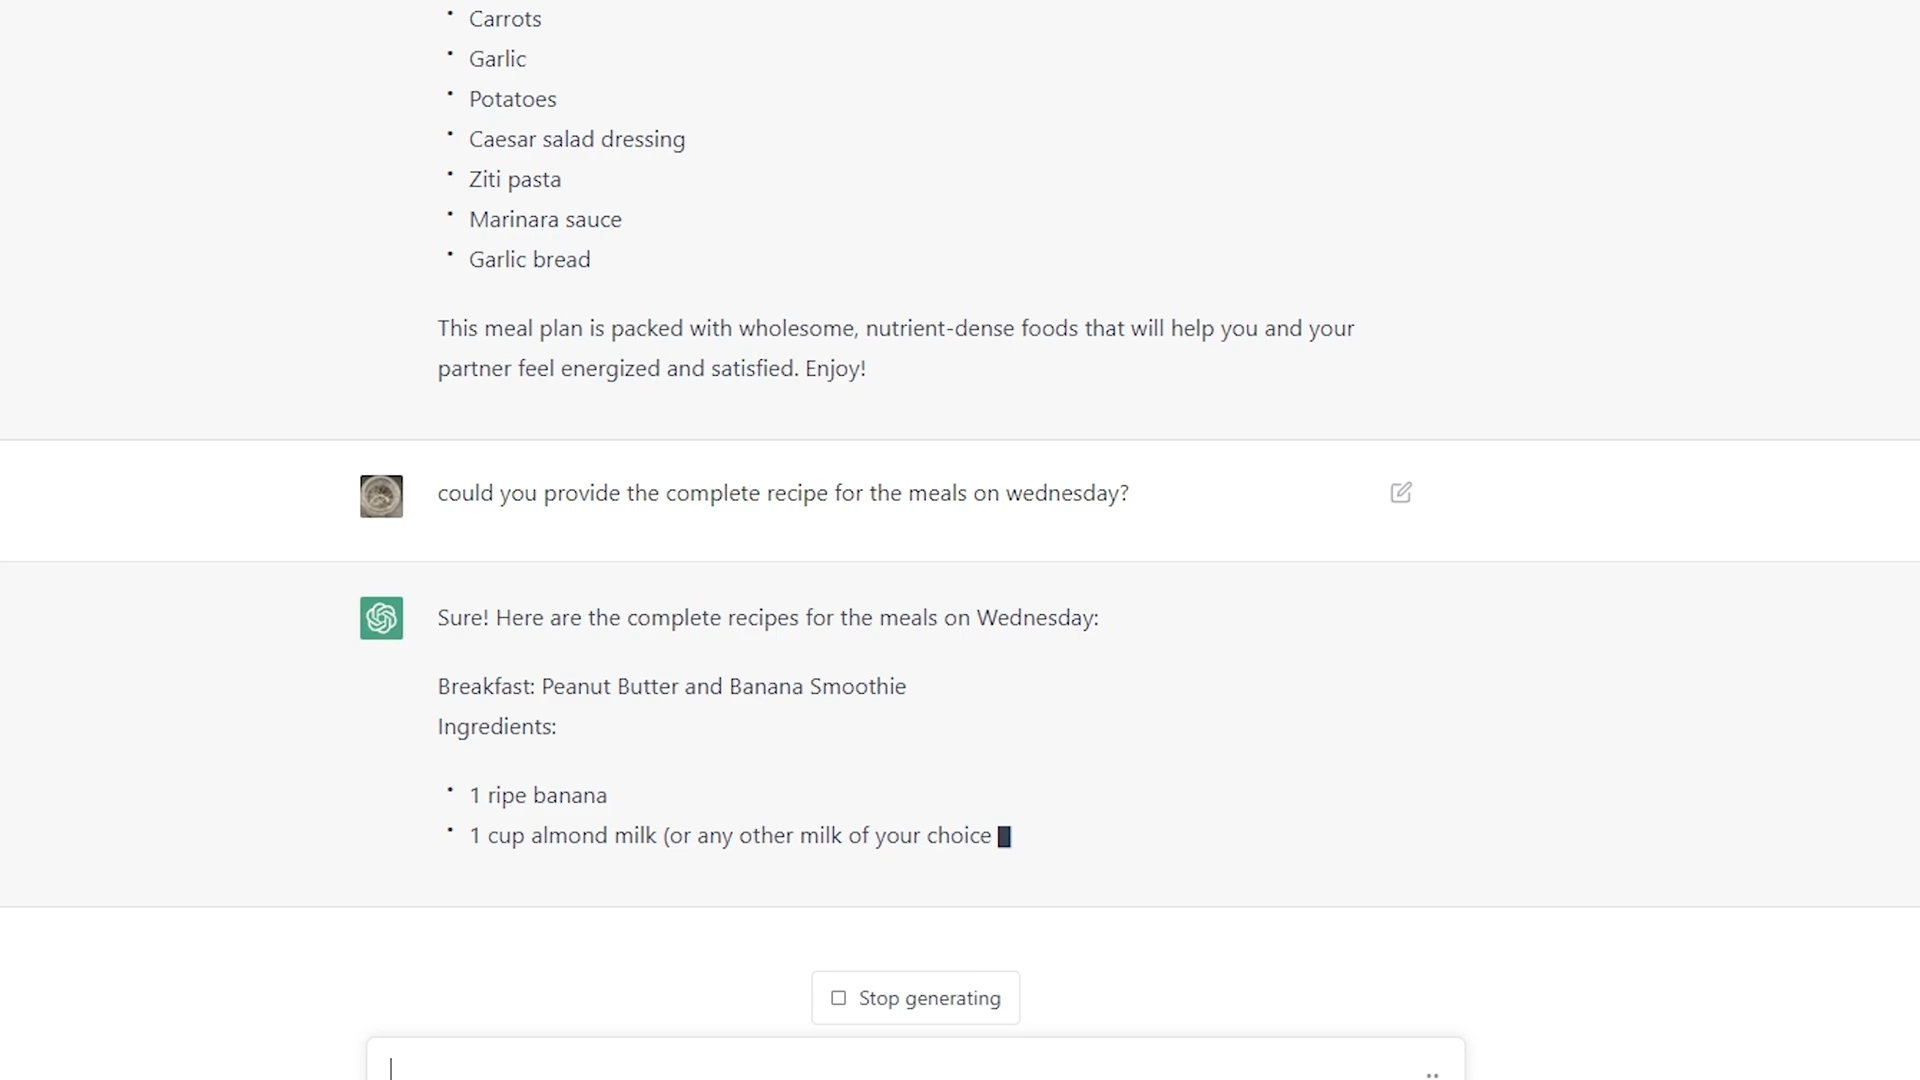 Carrots
Garlic
Potatoes
Caesar salad dressing
Ziti pasta
Marinara sauce
Garlic bread
This meal plan is packed with wholesome, nutrient-dense foods that will help you and your
partner feel energized and satisfied. Enjoy!
could you provide the complete recipe for the meals on wednesday?
Sure! Here are the complete recipes for the meals on Wednesday:
Breakfast: Peanut Butter and Banana Smoothie
Ingredients:
1 ripe banana
1 cup almond milk (or any other milk of your choice
Stop generating